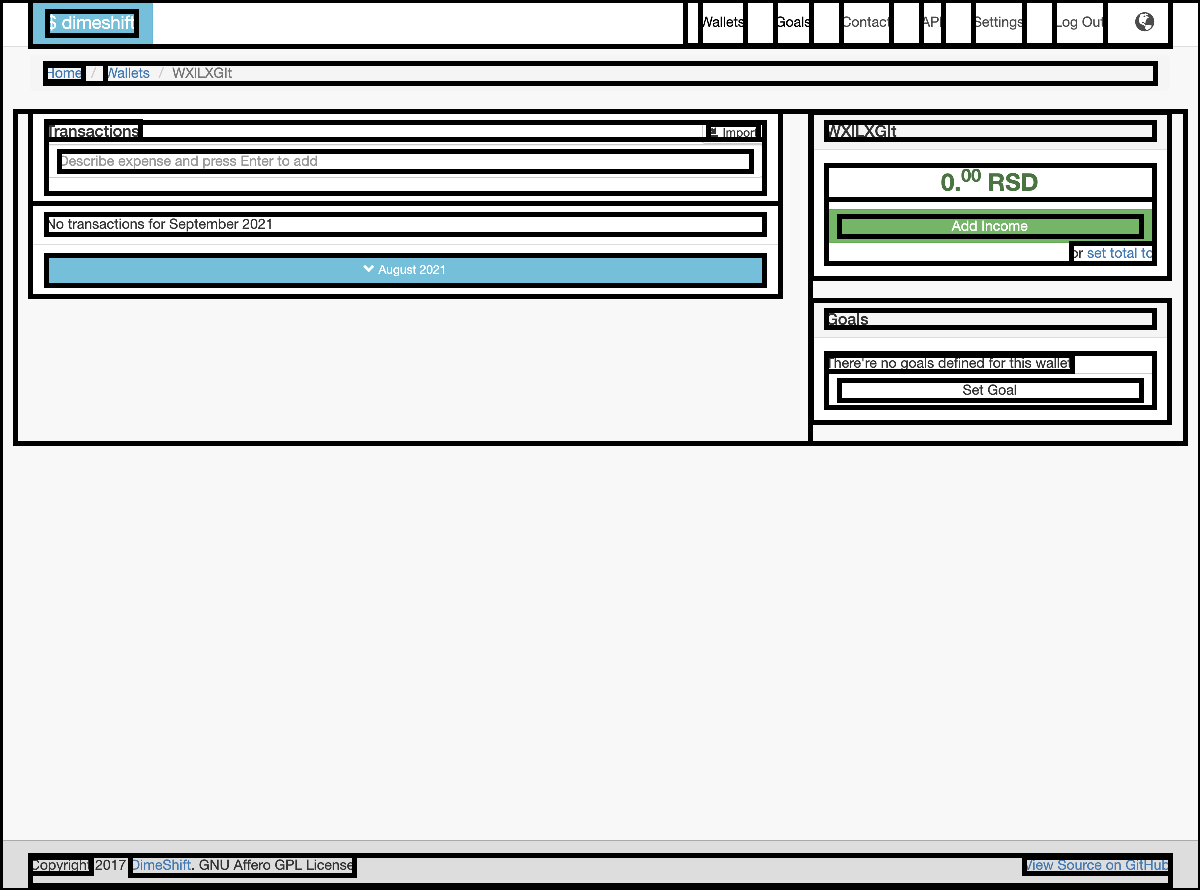 $ dimeshift Wallets Goals Contact API Settings Log Out
Home / Wallets / WXlLXGlt
Transactions Import
Describe expense and press Enter to add
No transactions for September 2021
August 2021
WXlLXGlt
0.00 RSD
Add Income
or set total to
Goals
There're no goals defined for this wallet
Set Goal
Copyright 2017 DimeShift. GNU Affero GPL License
View Source on GitHub